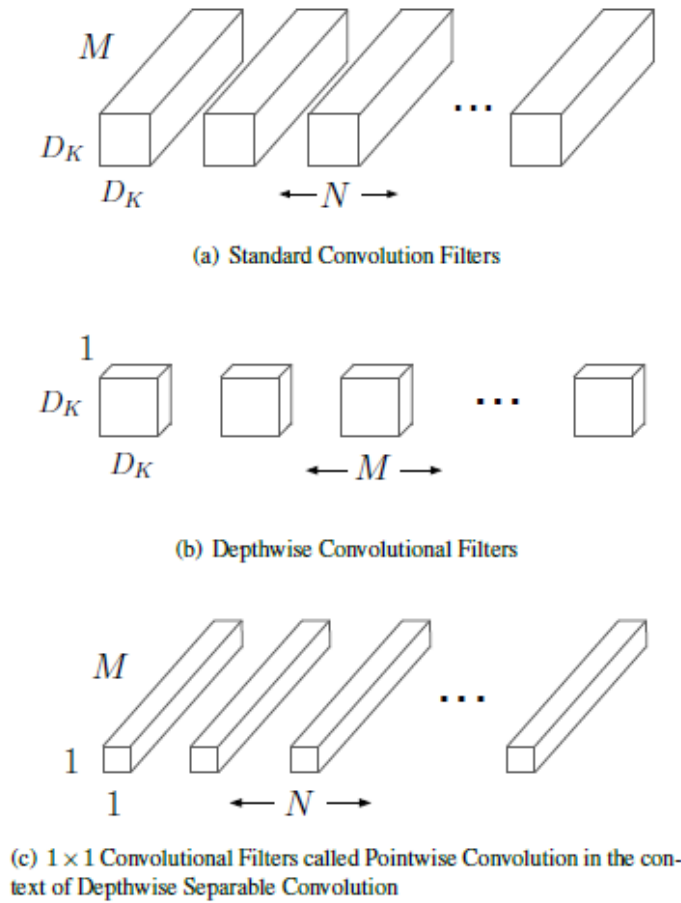 M
D_K
D_K
N
...
(a) Standard Convolution Filters
1
D_K
D_K
M
...
(b) Depthwise Convolutional Filters
M
1
1
N
...
(c) 1 × 1 Convolutional Filters called Pointwise Convolution in the con-
text of Depthwise Separable Convolution